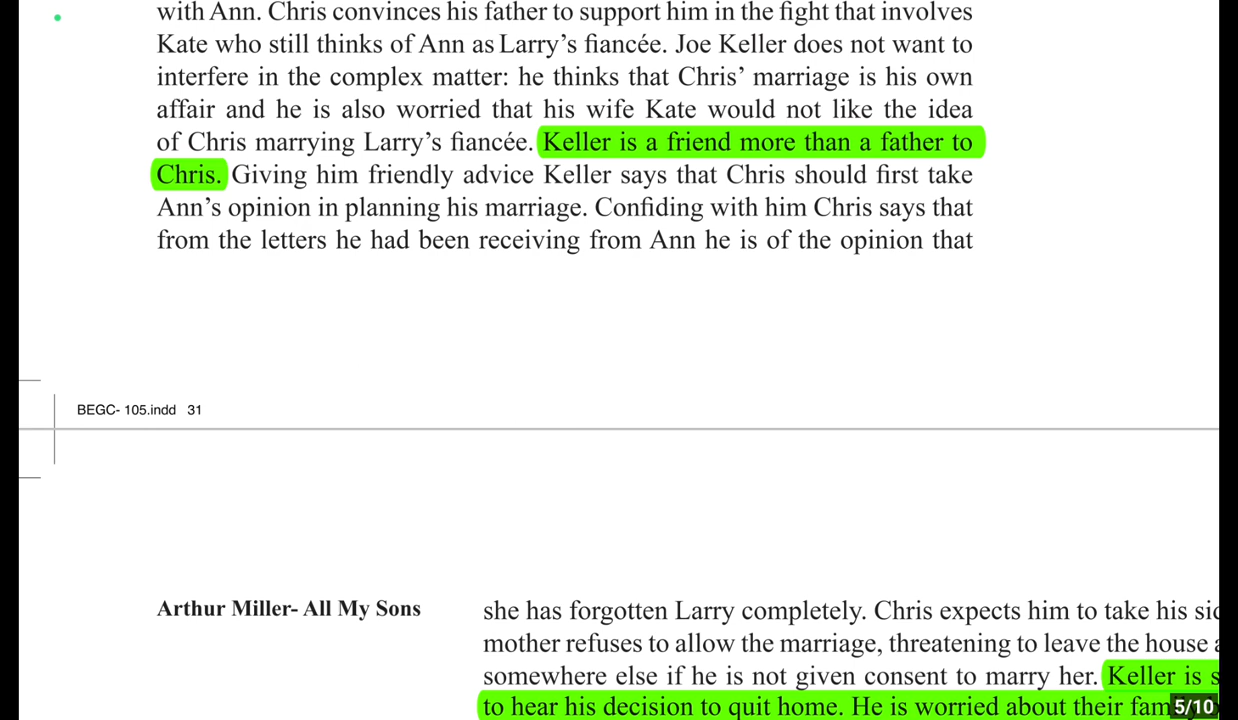 with Ann. Chris convinces his father to support him in the fight that involves
Kate who still thinks of Ann as Larry’s fiancée. Joe Keller does not want to
interfere in the complex matter: he thinks that Chris’ marriage is his own
affair and he is also worried that his wife Kate would not like the idea
of Chris marrying Larry’s fiancée. Keller is a friend more than a father to
Chris. Giving him friendly advice Keller says that Chris should first take
Ann’s opinion in planning his marriage. Confiding with him Chris says that
from the letters he had been receiving from Ann he is of the opinion that
BEGC- 105.indd 31
Arthur Miller- All My Sons
she has forgotten Larry completely. Chris expects him to take his
mother refuses to allow the marriage, threatening to leave the house
somewhere else if he is not given consent to marry her. Keller is
to hear his decision to quit home. He is worried about their
5/10